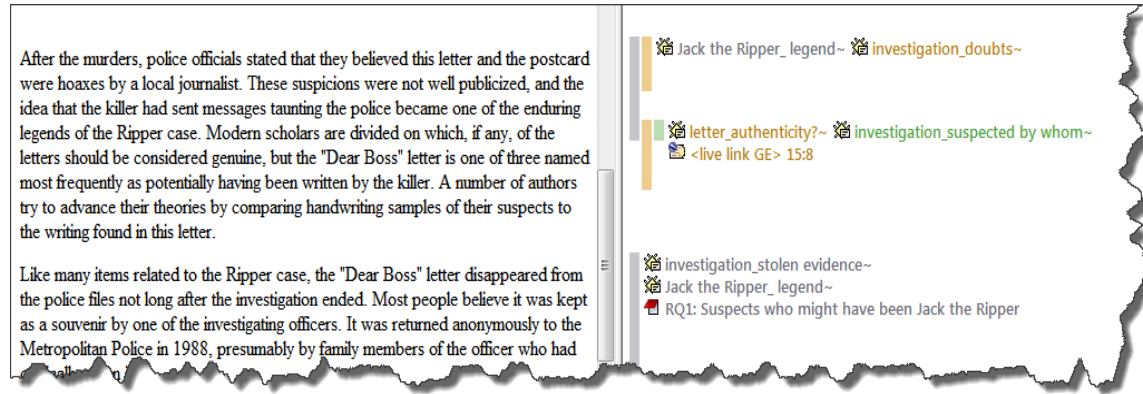 After the murders, police officials stated that they believed this letter and the postcard
were hoaxes by a local journalist. These suspicions were not well publicized, and the
idea that the killer had sent messages taunting the police became one of the enduring
legends of the Ripper case. Modern scholars are divided on which, if any, of the
letters should be considered genuine, but the "Dear Boss" letter is one of three named
most frequently as potentially having been written by the killer. A number of authors
try to advance their theories by comparing handwriting samples of their suspects to
the writing found in this letter.
Like many items related to the Ripper case, the "Dear Boss" letter disappeared from
the police files not long after the investigation ended. Most people believe it was kept
as a souvenir by one of the investigating officers. It was returned anonymously to the
Metropolitan Police in 1988, presumably by family members of the officer who had
Jack the Ripper_ legend~ investigation_doubts~
letter_authenticity?~ investigation_suspected by whom~
<live link GE> 15:8
investigation_stolen evidence~
Jack the Ripper_ legend~
RQ1: Suspects who might have been Jack the Ripper